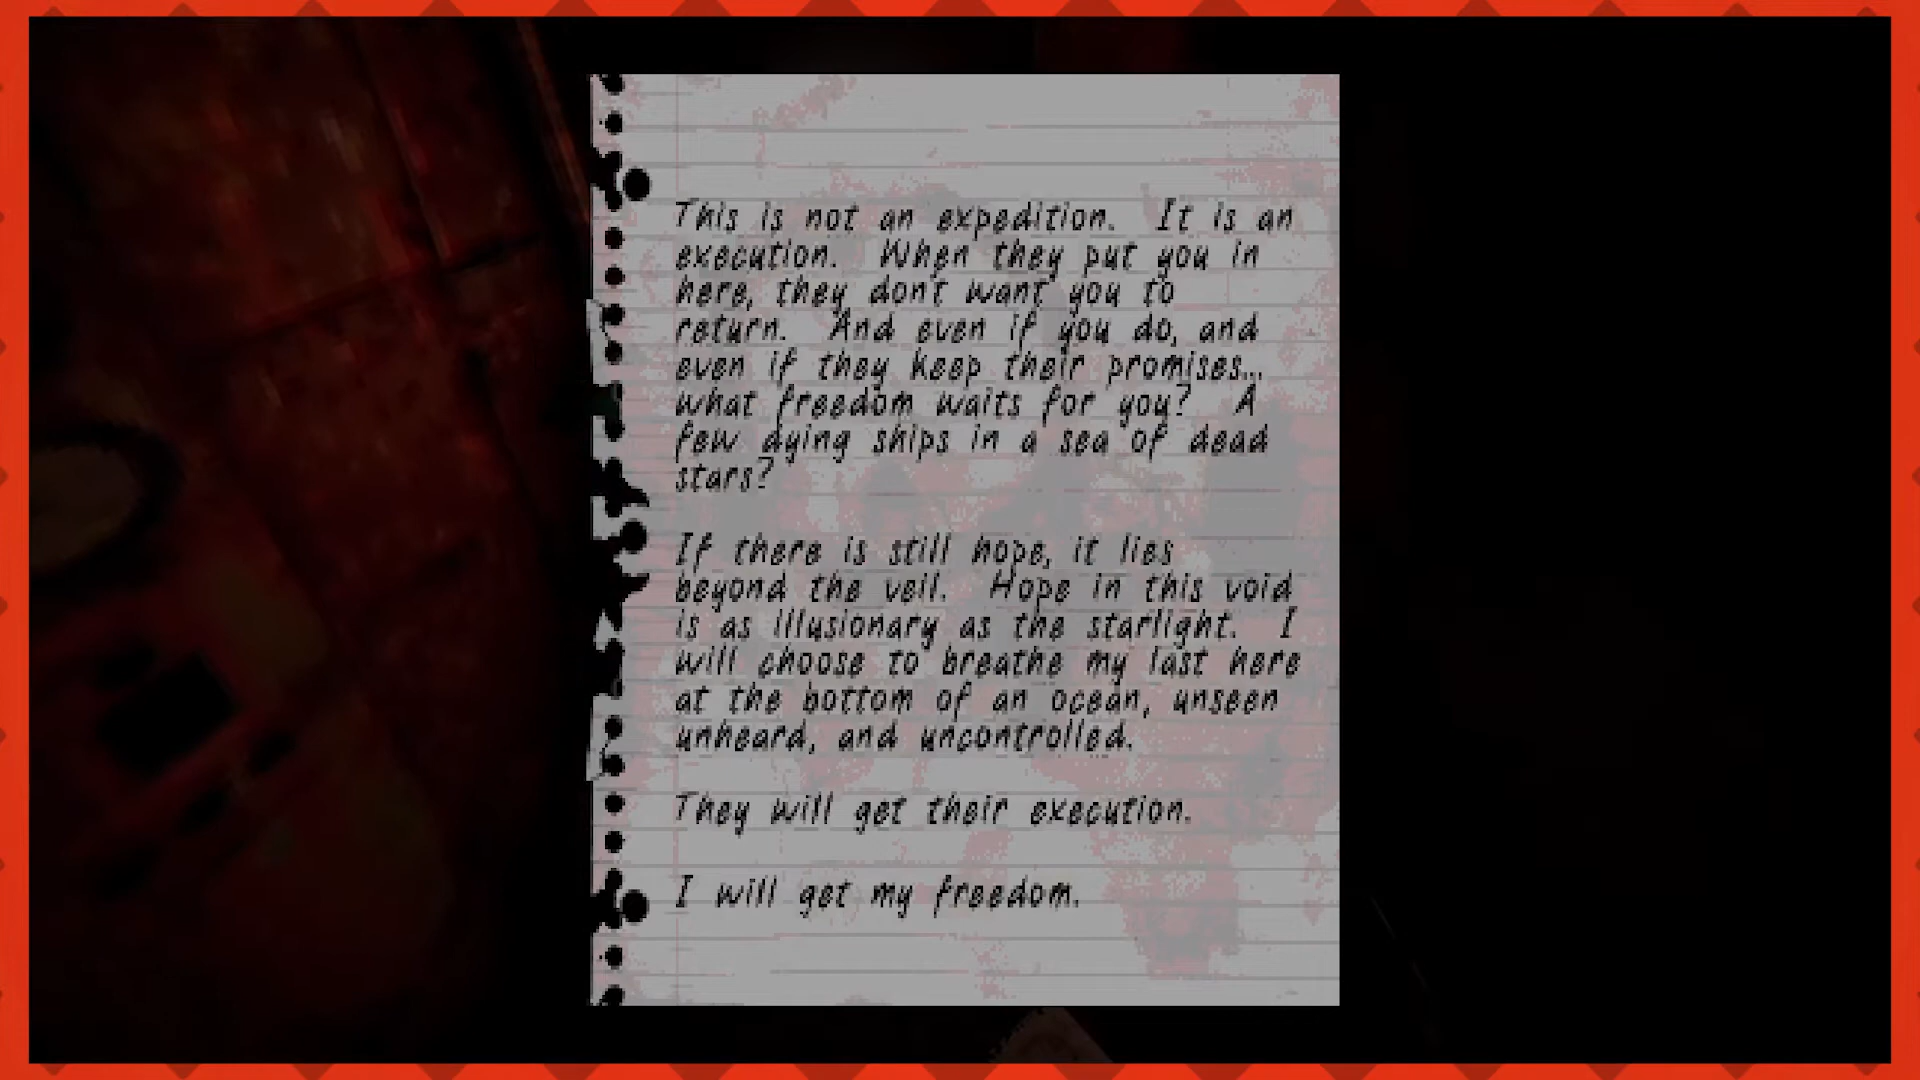 This is not an expedition. It is an
execution. When they put you in
here, they don't want you to
return. And even if you do, and
even if they keep their promises...
what freedom waits for you? A
few dying ships in a sea of dead
stars?
If there is still hope, it lies
beyond the veil. Hope in this void
is as illusionary as the starlight. I
will choose to breathe my last here
at the bottom of an ocean, unseen
unheard, and uncontrolled.
They will get their execution.
I will get my freedom.